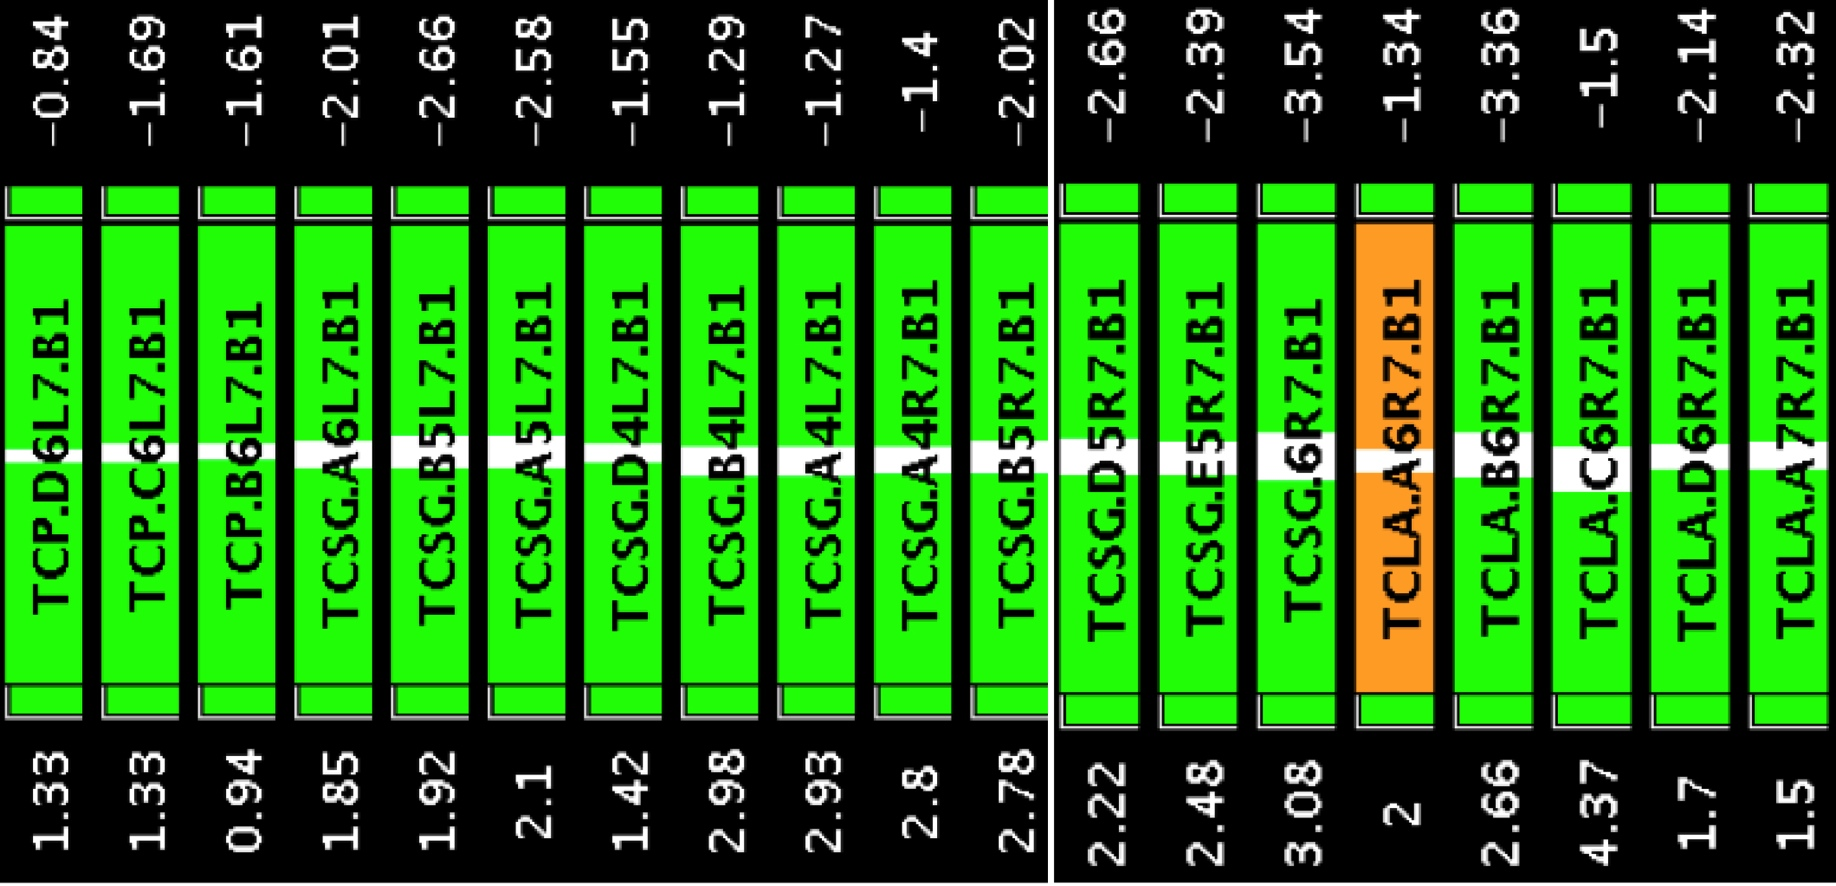 -0.84 -1.69 -1.61 -2.01 -2.66 -2.58 -1.55 -1.29 -1.27 -1.4 -2.02 -2.66 -2.39 -3.54 -1.34 -3.36 -1.5 -2.14 -2.32
TCP.D6L7.B1
TCP.C6L7.B1
TCP.B6L7.B1
TCSG.A6L7.B1
TCSG.B5L7.B1
TCSG.A5L7.B1
TCSG.D4L7.B1
TCSG.B4L7.B1
TCSG.A4L7.B1
TCSG.A4R7.B1
TCSG.B5R7.B1
TCSG.D5R7.B1
TCSG.E5R7.B1
TCSG.6R7.B1
TCLA.A6R7.B1
TCLA.B6R7.B1
TCLA.C6R7.B1
TCLA.D6R7.B1
TCLA.A7R7.B1
1.33 1.33 0.94 1.85 1.92 2.1 1.42 2.98 2.93 2.8 2.78 2.22 2.48 3.08 2 2.66 4.37 1.7 1.5